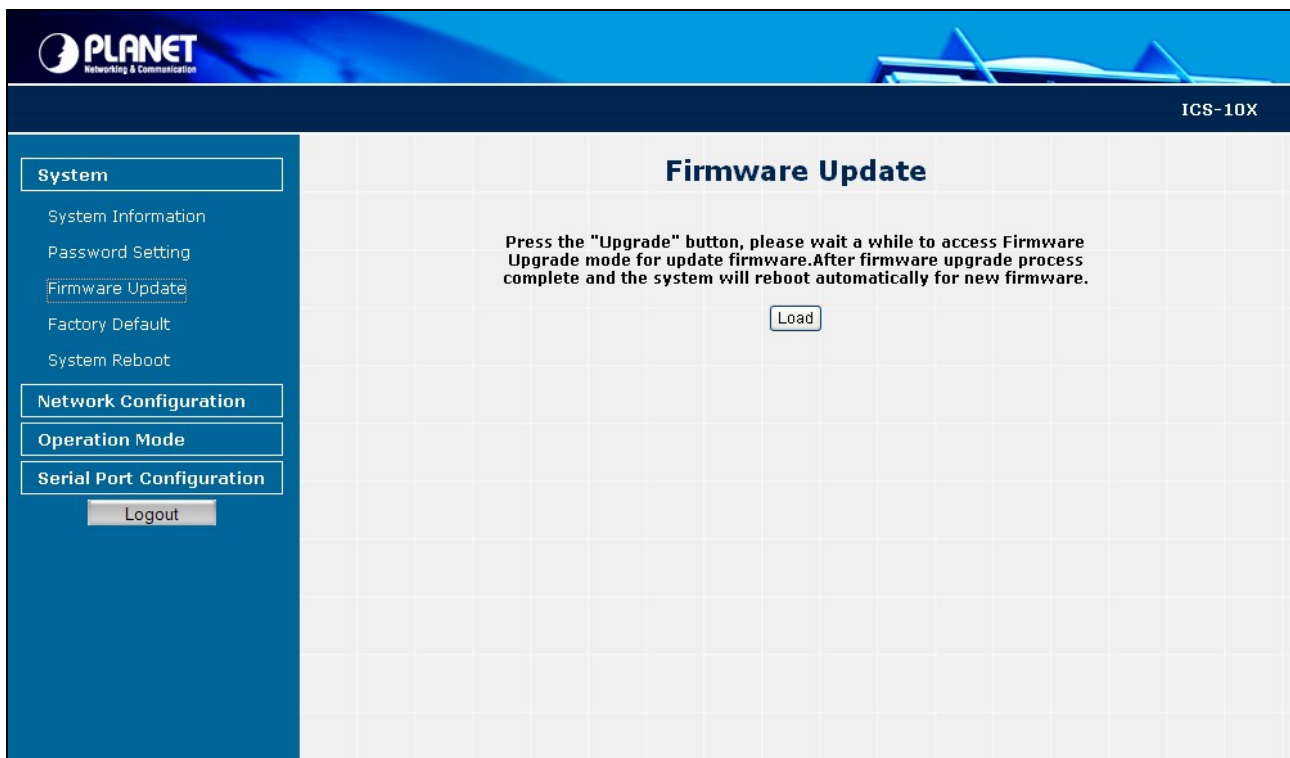 PLANET
Networking & Communication
ICS-10X
System
System Information
Password Setting
Firmware Update
Factory Default
System Reboot
Network Configuration
Operation Mode
Serial Port Configuration
Logout
Firmware Update
Press the "Upgrade" button, please wait a while to access Firmware
Upgrade mode for update firmware.After firmware upgrade process
complete and the system will reboot automatically for new firmware.
Load